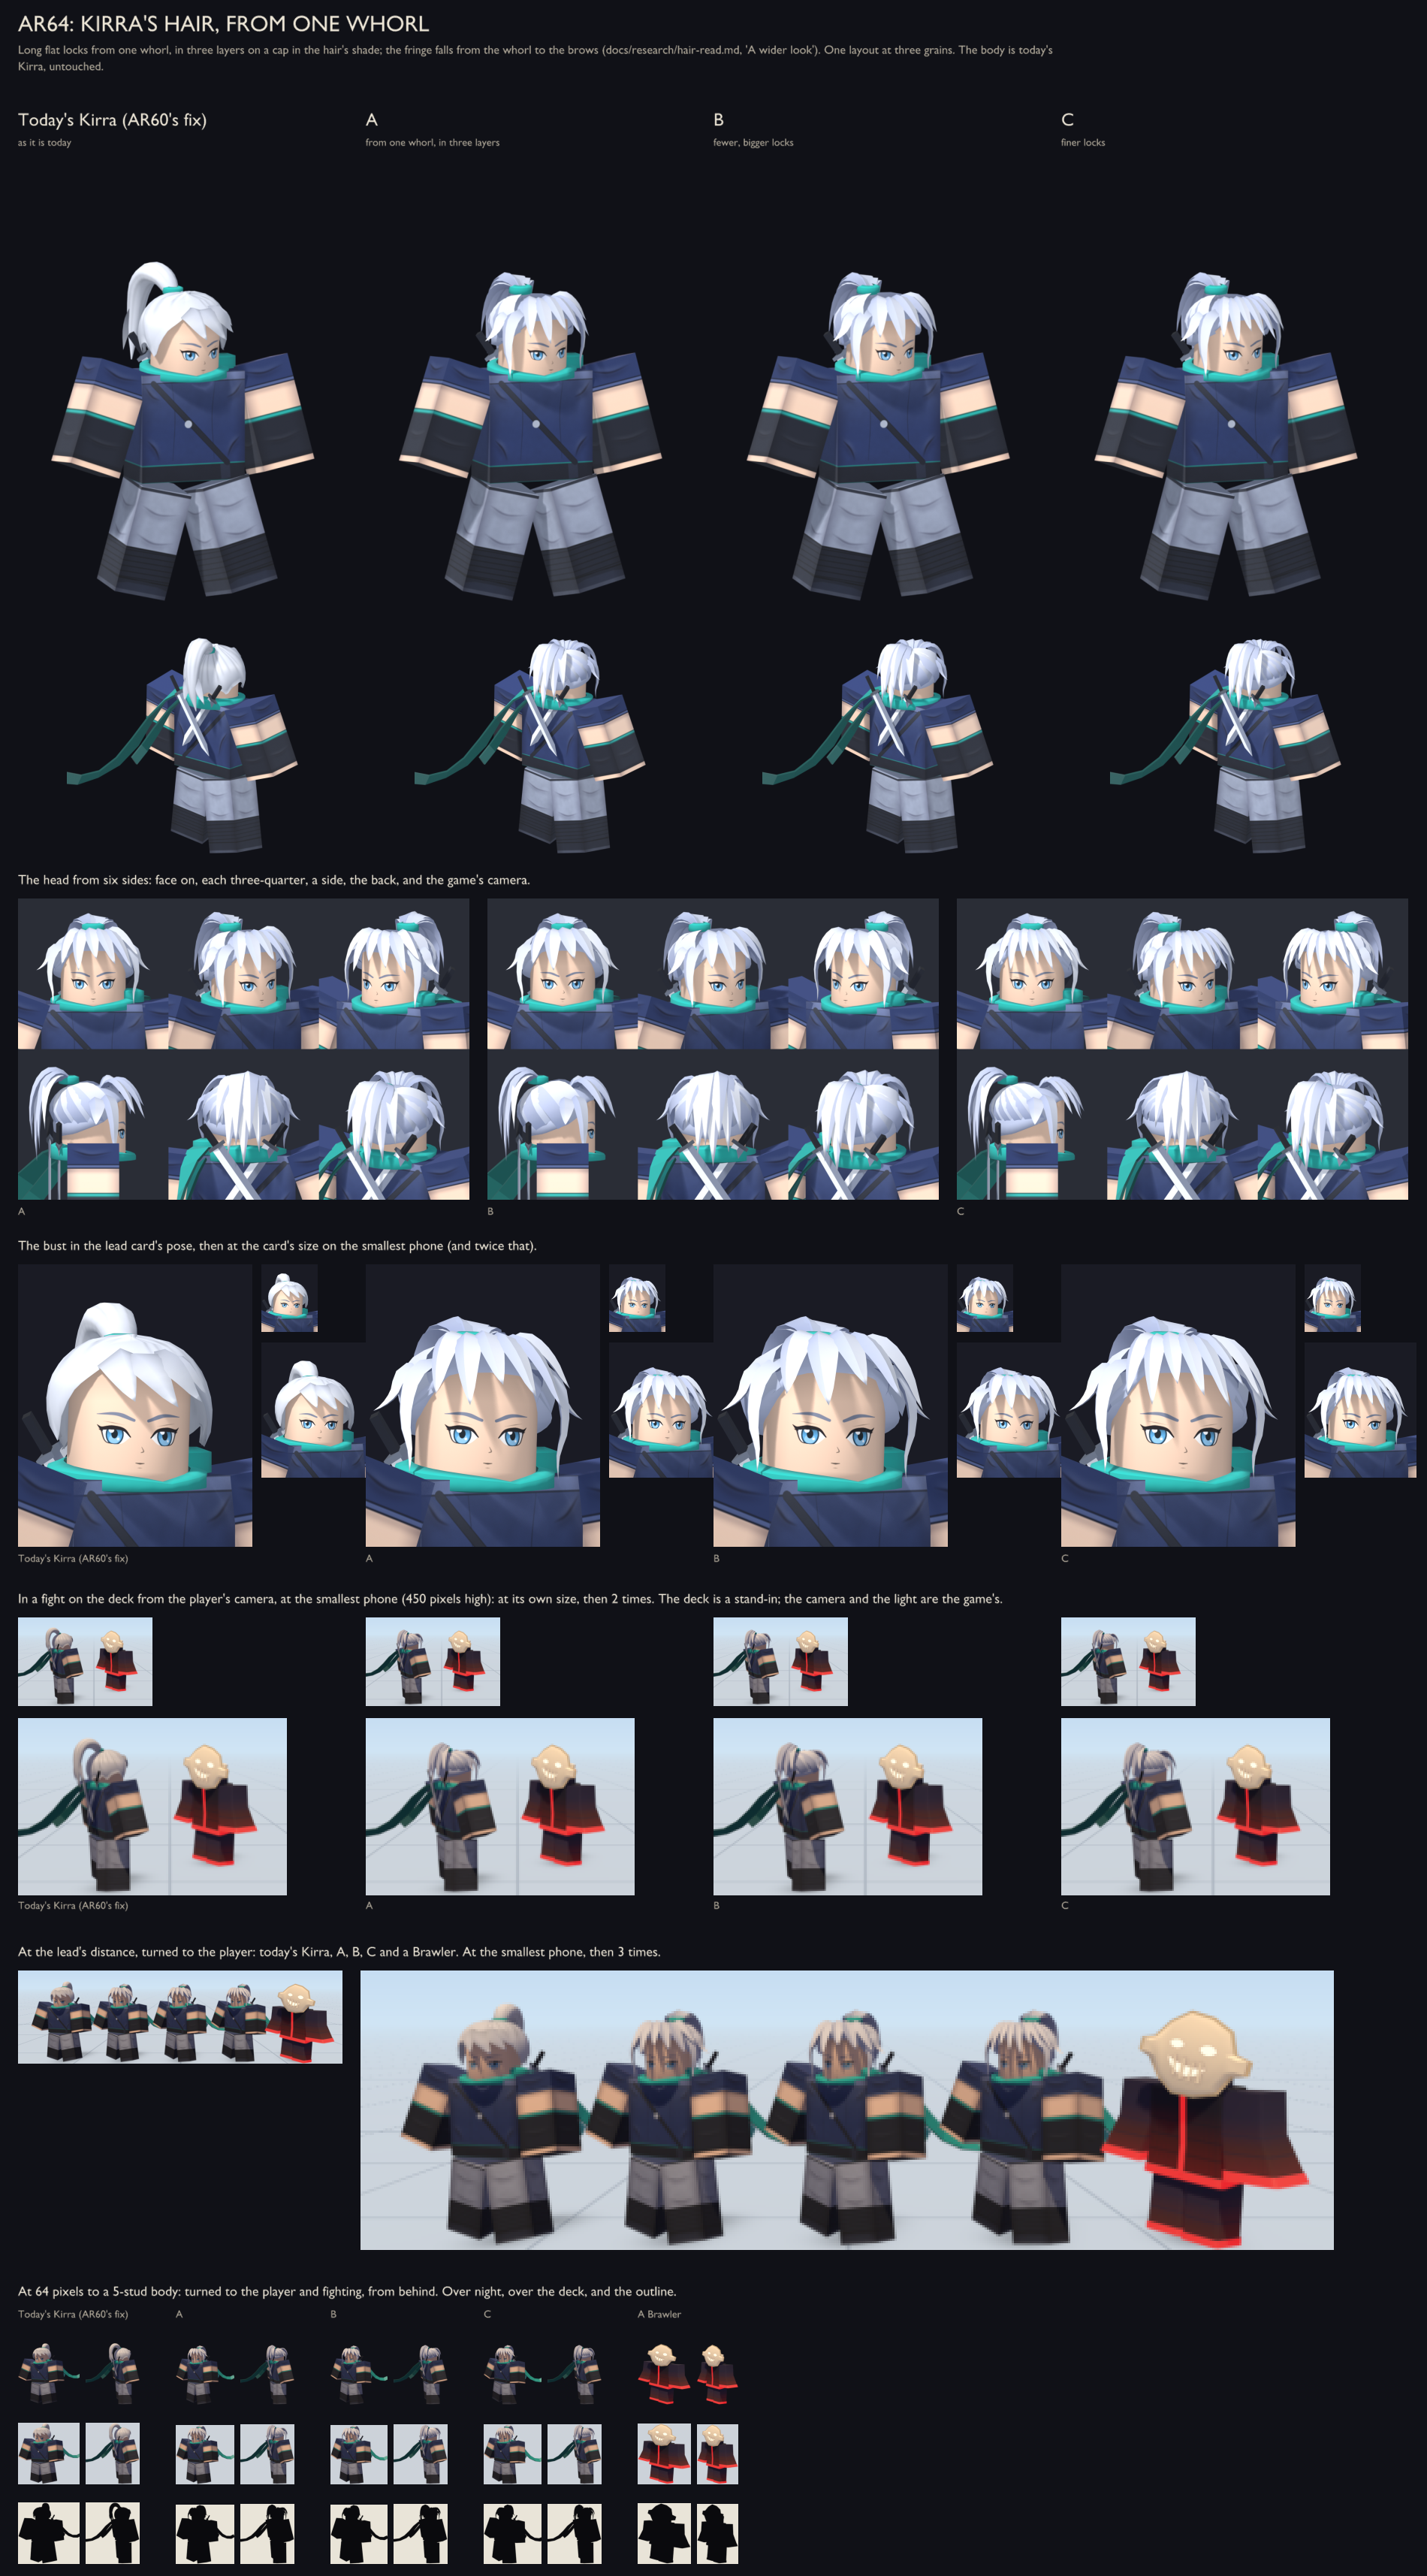 AR64: KIRRA'S HAIR, FROM ONE WHORL
Long flat locks from one whorl, in three layers on a cap in the hair's shade; the fringe falls from the whorl to the brows (docs/research/hair-read.md, 'A wider look'). One layout at three grains. The body is today's
Kirra, untouched.
Today's Kirra (AR60's fix)
as it is today
A
from one whorl, in three layers
B
fewer, bigger locks
C
finer locks
The head from six sides: face on, each three-quarter, a side, the back, and the game's camera.
A
B
C
The bust in the lead card's pose, then at the card's size on the smallest phone (and twice that).
Today's Kirra (AR60's fix)
A
B
C
In a fight on the deck from the player's camera, at the smallest phone (450 pixels high): at its own size, then 2 times. The deck is a stand-in; the camera and the light are the game's.
Today's Kirra (AR60's fix)
A
B
C
At the lead's distance, turned to the player: today's Kirra, A, B, C and a Brawler. At the smallest phone, then 3 times.
At 64 pixels to a 5-stud body: turned to the player and fighting, from behind. Over night, over the deck, and the outline.
Today's Kirra (AR60's fix)
A
B
C
A Brawler